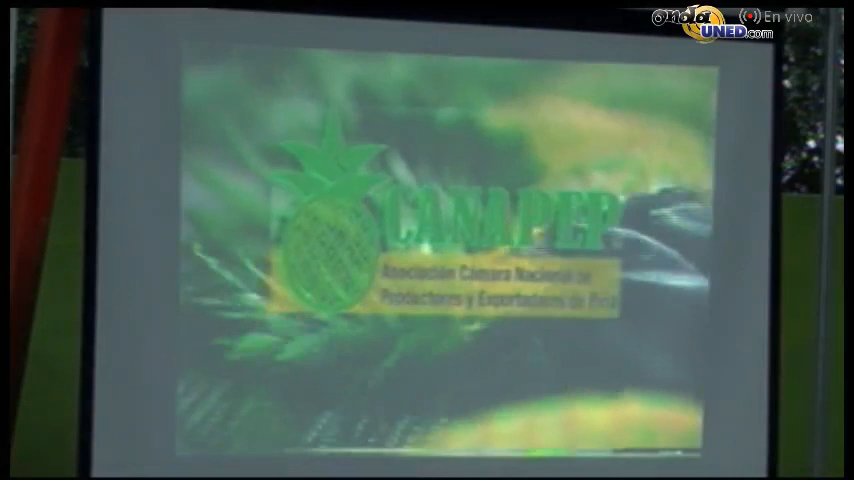 onda
UNED.com
En vivo
CANAPEP
Asociación Cámara Nacional de
Productores y Exportadores de Piña